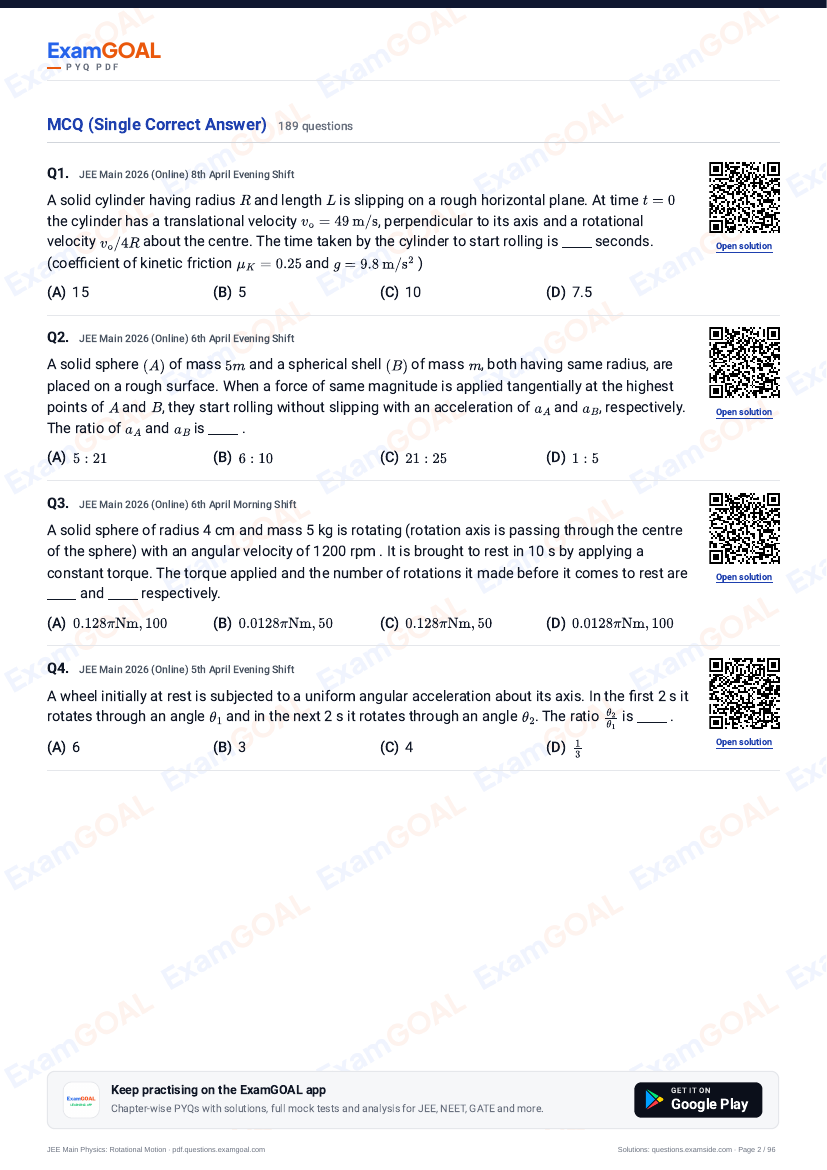 ExamGOAL
PYQ PDF
MCQ (Single Correct Answer) 189 questions
Q1. JEE Main 2026 (Online) 8th April Evening Shift
A solid cylinder having radius R and length L is slipping on a rough horizontal plane. At time t = 0
the cylinder has a translational velocity v₀ = 49 m/s, perpendicular to its axis and a rotational
velocity v₀/4R about the centre. The time taken by the cylinder to start rolling is ____ seconds.
(coefficient of kinetic friction μ_K = 0.25 and g = 9.8 m/s² )
(A) 15 (B) 5 (C) 10 (D) 7.5
Open solution
Q2. JEE Main 2026 (Online) 6th April Evening Shift
A solid sphere (A) of mass 5m and a spherical shell (B) of mass m, both having same radius, are
placed on a rough surface. When a force of same magnitude is applied tangentially at the highest
points of A and B, they start rolling without slipping with an acceleration of a_A and a_B, respectively.
The ratio of a_A and a_B is ____ .
(A) 5 : 21 (B) 6 : 10 (C) 21 : 25 (D) 1 : 5
Open solution
Q3. JEE Main 2026 (Online) 6th April Morning Shift
A solid sphere of radius 4 cm and mass 5 kg is rotating (rotation axis is passing through the centre
of the sphere) with an angular velocity of 1200 rpm . It is brought to rest in 10 s by applying a
constant torque. The torque applied and the number of rotations it made before it comes to rest are
____ and ____ respectively.
(A) 0.128πNm, 100 (B) 0.0128πNm, 50 (C) 0.128πNm, 50 (D) 0.0128πNm, 100
Open solution
Q4. JEE Main 2026 (Online) 5th April Evening Shift
A wheel initially at rest is subjected to a uniform angular acceleration about its axis. In the first 2 s it
rotates through an angle θ₁ and in the next 2 s it rotates through an angle θ₂. The ratio θ₂/θ₁ is ____ .
(A) 6 (B) 3 (C) 4 (D) 1/3
Open solution
Keep practising on the ExamGOAL app
Chapter-wise PYQs with solutions, full mock tests and analysis for JEE, NEET, GATE and more.
GET IT ON
Google Play
JEE Main Physics: Rotational Motion · pdf.questions.examgoal.com
Solutions: questions.examside.com · Page 2 / 96